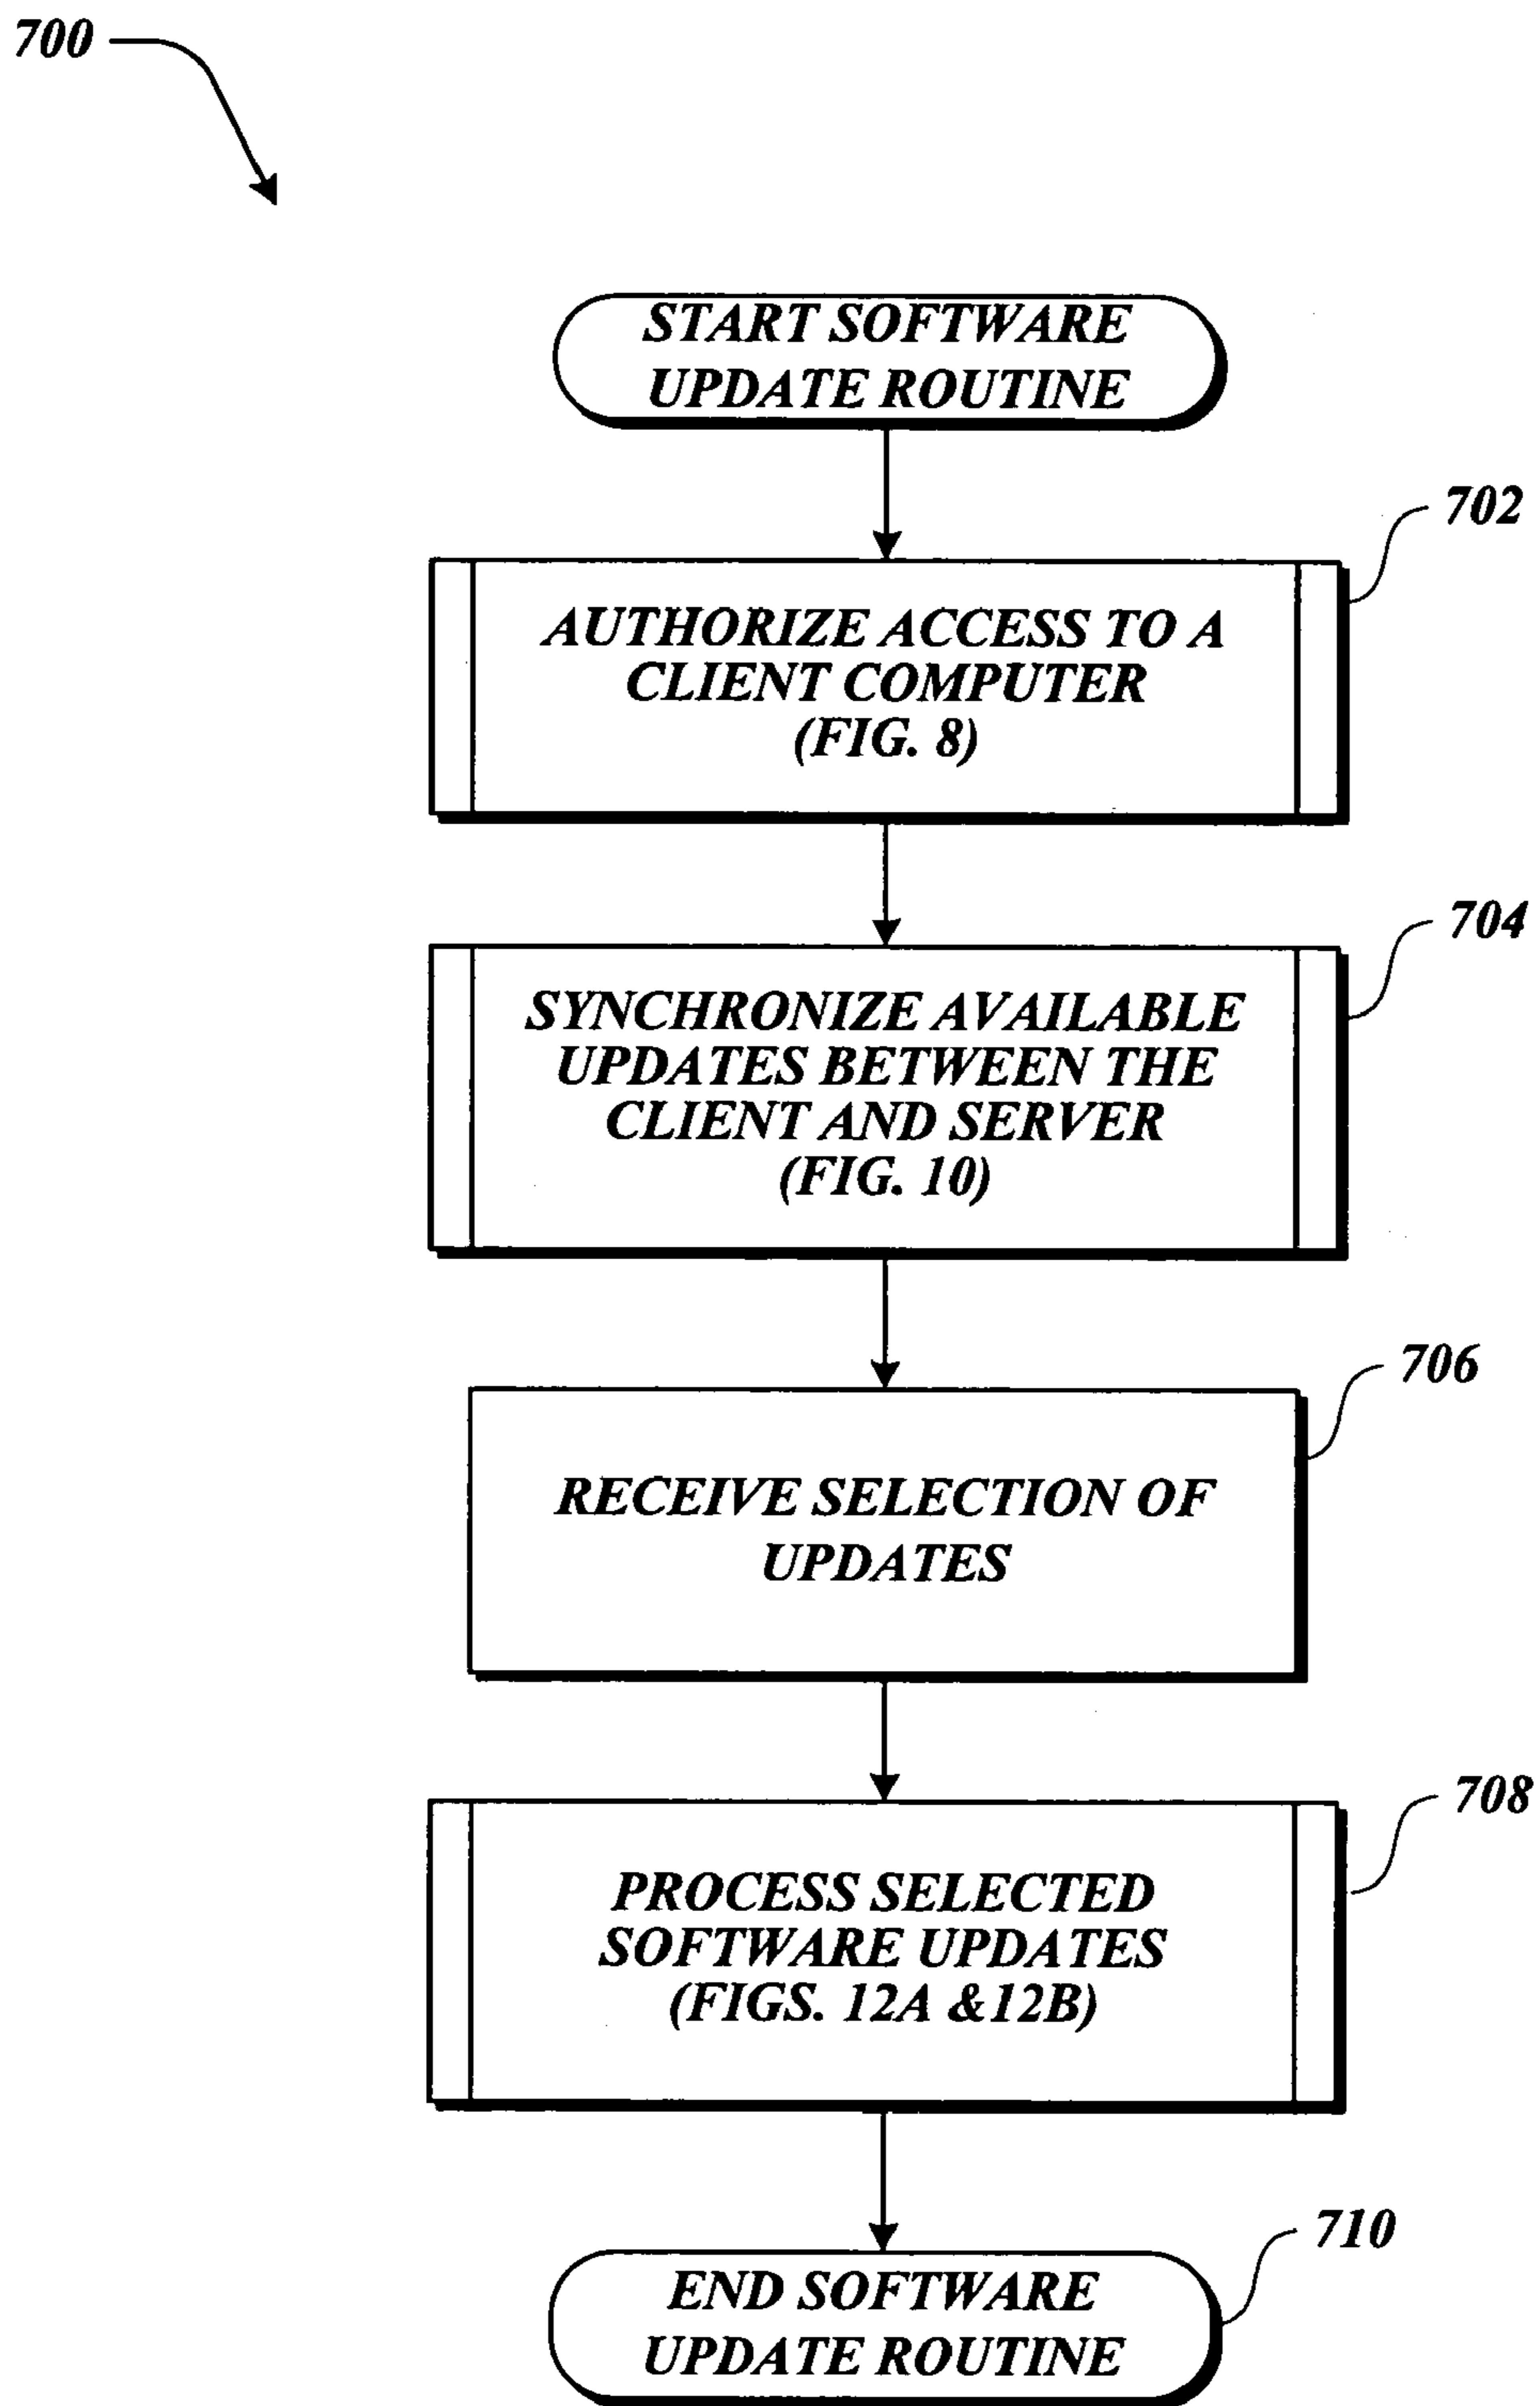 700
START SOFTWARE
UPDATE ROUTINE
702
AUTHORIZE ACCESS TO A
CLIENT COMPUTER
(FIG. 8)
704
SYNCHRONIZE AVAILABLE
UPDATES BETWEEN THE
CLIENT AND SERVER
(FIG. 10)
706
RECEIVE SELECTION OF
UPDATES
708
PROCESS SELECTED
SOFTWARE UPDATES
(FIGS. 12A &12B)
710
END SOFTWARE
UPDATE ROUTINE